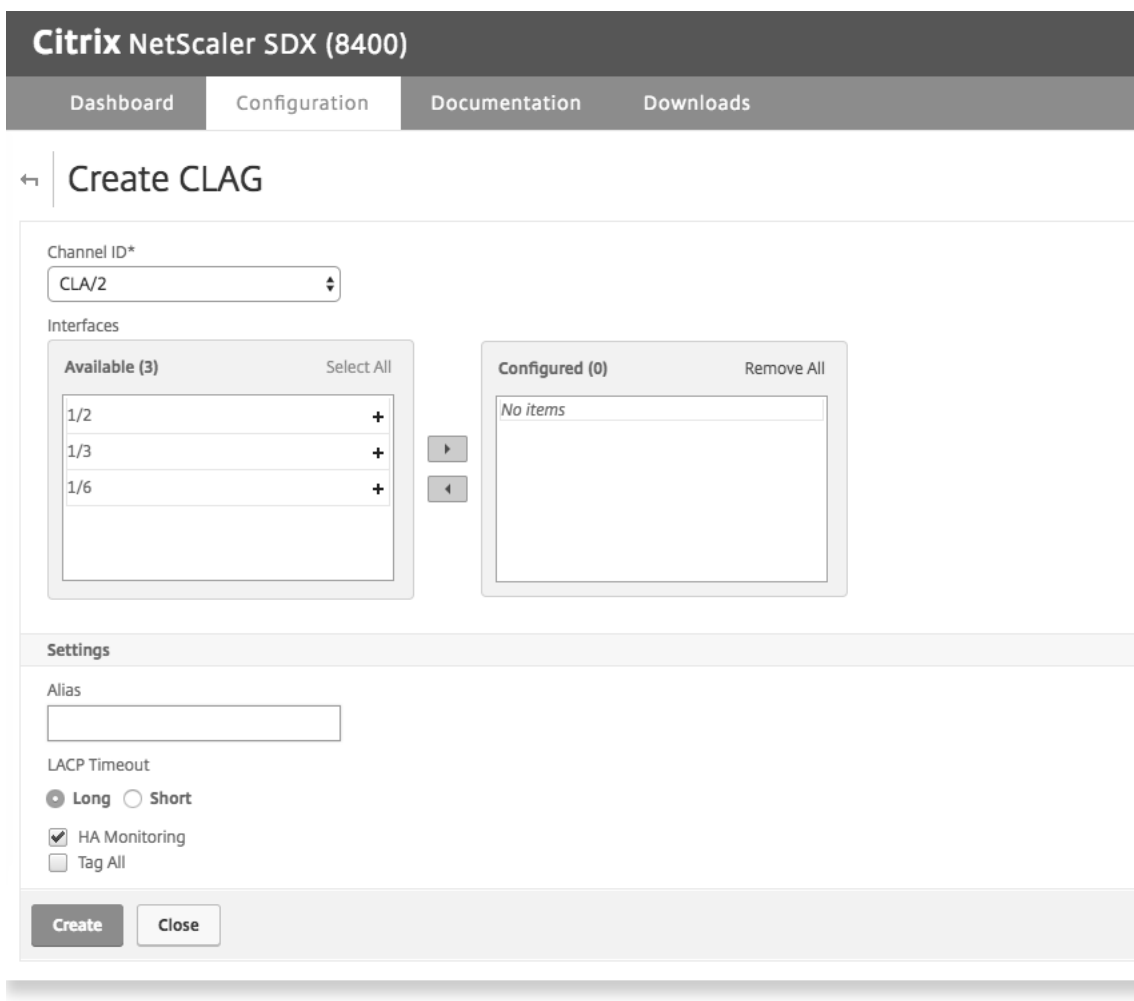 Citrix NetScaler SDX (8400)
Dashboard Configuration Documentation Downloads
Create CLAG
Channel ID*
CLA/2
Interfaces
Available (3) Select All
1/2 +
1/3 +
1/6 +
Configured (0) Remove All
No items
Settings
Alias
LACP Timeout
Long Short
HA Monitoring
Tag All
Create Close